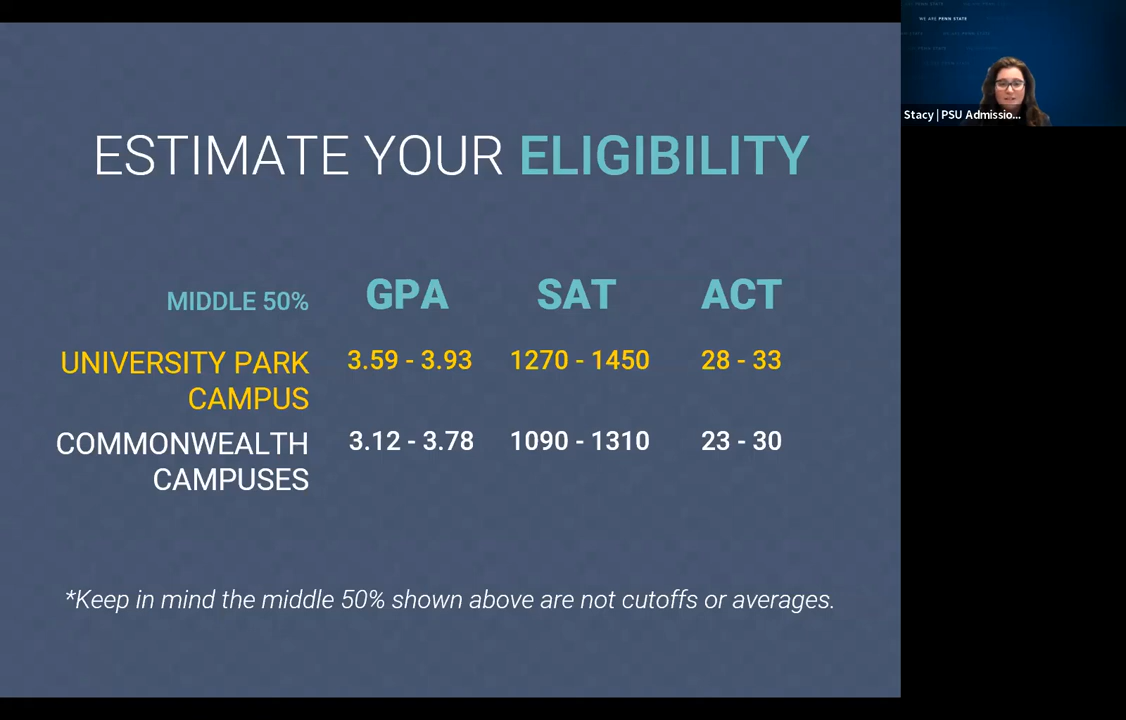 ESTIMATE YOUR ELIGIBILITY
MIDDLE 50% GPA SAT ACT
UNIVERSITY PARK 3.59 - 3.93 1270 - 1450 28 - 33
CAMPUS
COMMONWEALTH 3.12 - 3.78 1090 - 1310 23 - 30
CAMPUSES
*Keep in mind the middle 50% shown above are not cutoffs or averages.
WE ARE PENN STATE
Stacy | PSU Admissio...